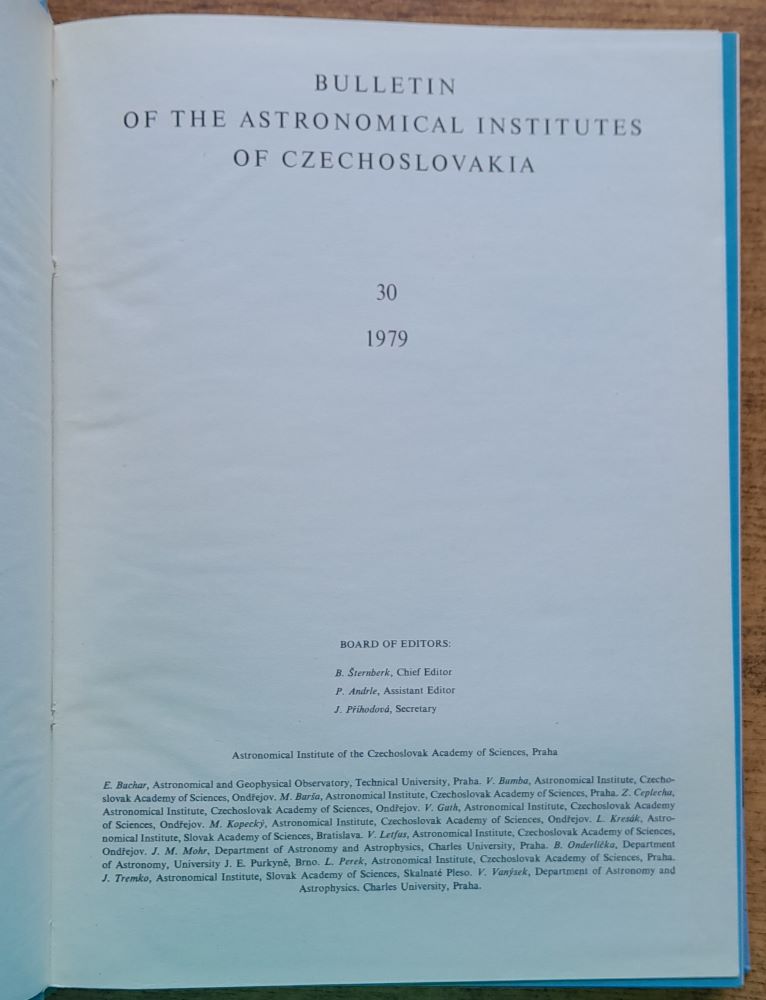 BULLETIN
OF THE ASTRONOMICAL INSTITUTES
OF CZECHOSLOVAKIA
30
1979
BOARD OF EDITORS:
B. Šternberk, Chief Editor
P. Andrle, Assistant Editor
J. Příhodová, Secretary
Astronomical Institute of the Czechoslovak Academy of Sciences, Praha
E. Buchar, Astronomical and Geophysical Observatory, Technical University, Praha. V. Bumba, Astronomical Institute, Czecho-
slovak Academy of Sciences, Ondřejov. M. Burša, Astronomical Institute, Czechoslovak Academy of Sciences, Praha. Z. Ceplecha,
Astronomical Institute, Czechoslovak Academy of Sciences, Ondřejov. V. Guth, Astronomical Institute, Czechoslovak Academy
of Sciences, Ondřejov. M. Kopecký, Astronomical Institute, Czechoslovak Academy of Sciences, Ondřejov. L. Kresák, Astro-
nomical Institute, Slovak Academy of Sciences, Bratislava. V. Letfus, Astronomical Institute, Czechoslovak Academy of Sciences,
Ondřejov. J. M. Mohr, Department of Astronomy and Astrophysics, Charles University, Praha. B. Onderlička, Department
of Astronomy, University J. E. Purkyně, Brno. L. Perek, Astronomical Institute, Czechoslovak Academy of Sciences, Praha.
J. Tremko, Astronomical Institute, Slovak Academy of Sciences, Skalnaté Pleso. V. Vanýsek, Department of Astronomy and
Astrophysics. Charles University, Praha.